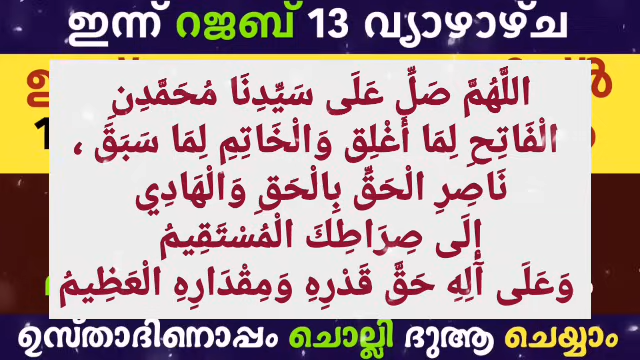 ഇന്ന് റജബ് 13 വ്യാഴാഴ്ച
اللَّهُمَّ صَلِّ عَلَى سَيِّدِنَا مُحَمَّدِنِ
الْفَاتِحِ لِمَا أُغْلِقَ وَالْخَاتِمِ لِمَا سَبَقَ ،
نَاصِرِ الْحَقِّ بِالْحَقِ وَالْهَادِي
إِلَى صِرَاطِكَ الْمُسْتَقِيمُ
وَعَلَى آلِهِ حَقَّ قَدْرِهِ وَمِقْدَارِهِ الْعَظِيمُ
ഉസ്താദിനൊപ്പം ചൊല്ലി ദുആ ചെയ്യാം